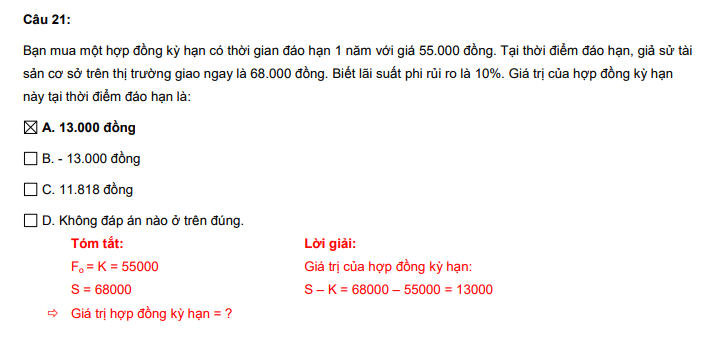 Câu 21:
Bạn mua một hợp đồng kỳ hạn có thời gian đáo hạn 1 năm với giá 55.000 đồng. Tại thời điểm đáo hạn, giả sử tài
sản cơ sở trên thị trường giao ngay là 68.000 đồng. Biết lãi suất phi rủi ro là 10%. Giá trị của hợp đồng kỳ hạn
này tại thời điểm đáo hạn là:
☒ A. 13.000 đồng
☐ B. - 13.000 đồng
☐ C. 11.818 đồng
☐ D. Không đáp án nào ở trên đúng.
Tóm tắt:
F₀ = K = 55000
S = 68000
⇨ Giá trị hợp đồng kỳ hạn = ?
Lời giải:
Giá trị của hợp đồng kỳ hạn:
S – K = 68000 – 55000 = 13000